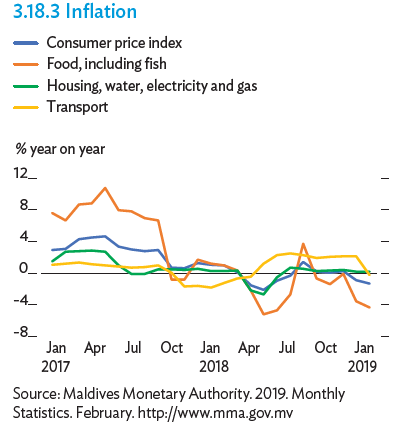 3.18.3 Inflation
Consumer price index
Food, including fish
Housing, water, electricity and gas
Transport
% year on year
12
8
4
0
–4
–8
Jan Apr Jul Oct Jan Apr Jul Oct Jan
2017 2018 2019
Source: Maldives Monetary Authority. 2019. Monthly
Statistics. February. http://www.mma.gov.mv